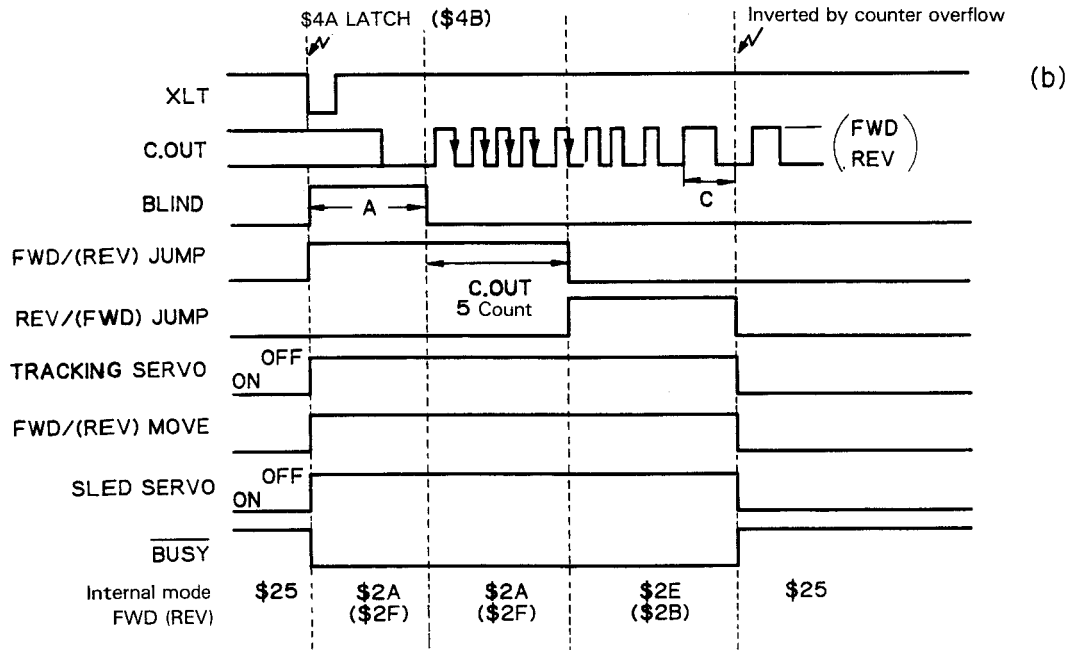 $4A LATCH ($4B)
Inverted by counter overflow
(b)
XLT
C.OUT
(FWD
REV)
BLIND
A
C
FWD/(REV) JUMP
C.OUT
5 Count
REV/(FWD) JUMP
OFF
TRACKING SERVO
ON
FWD/(REV) MOVE
OFF
SLED SERVO
ON
BUSY
Internal mode $25 $2A $2A $2E $25
FWD (REV) ($2F) ($2F) ($2B)